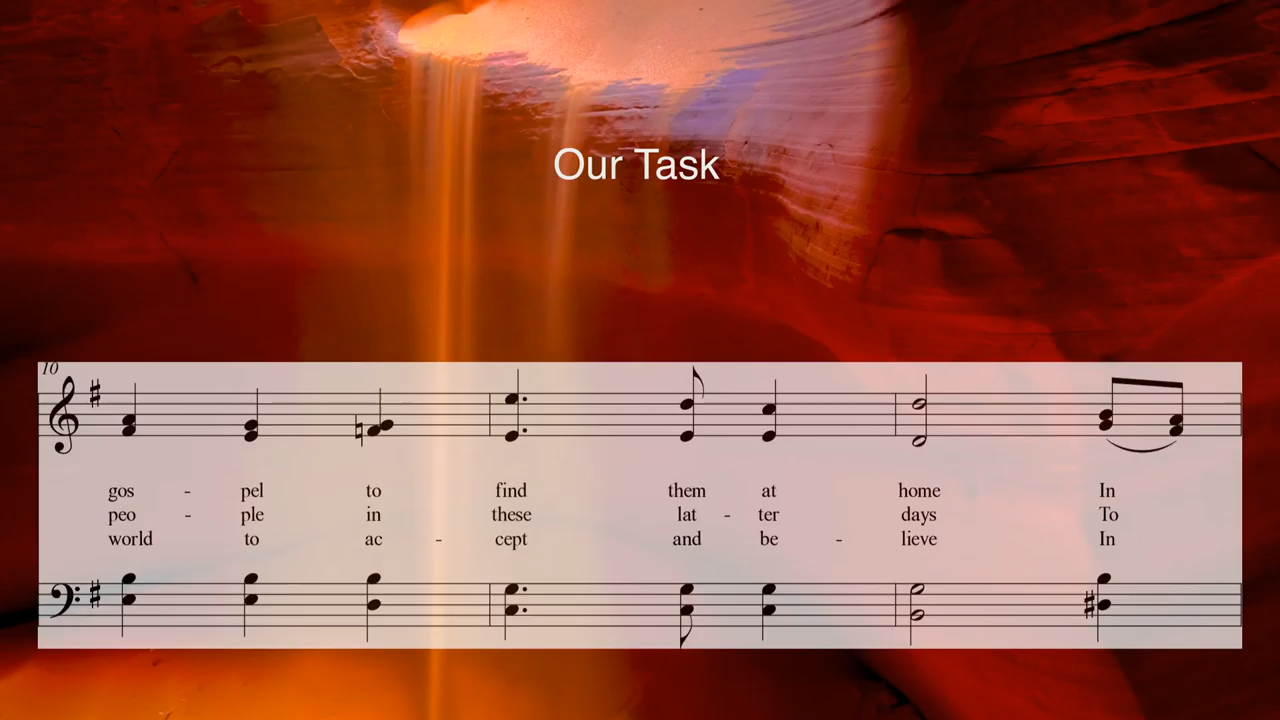 Our Task
10
gos - pel to find them at home In
peo - ple in these lat - ter days To
world to ac - cept and be - lieve In